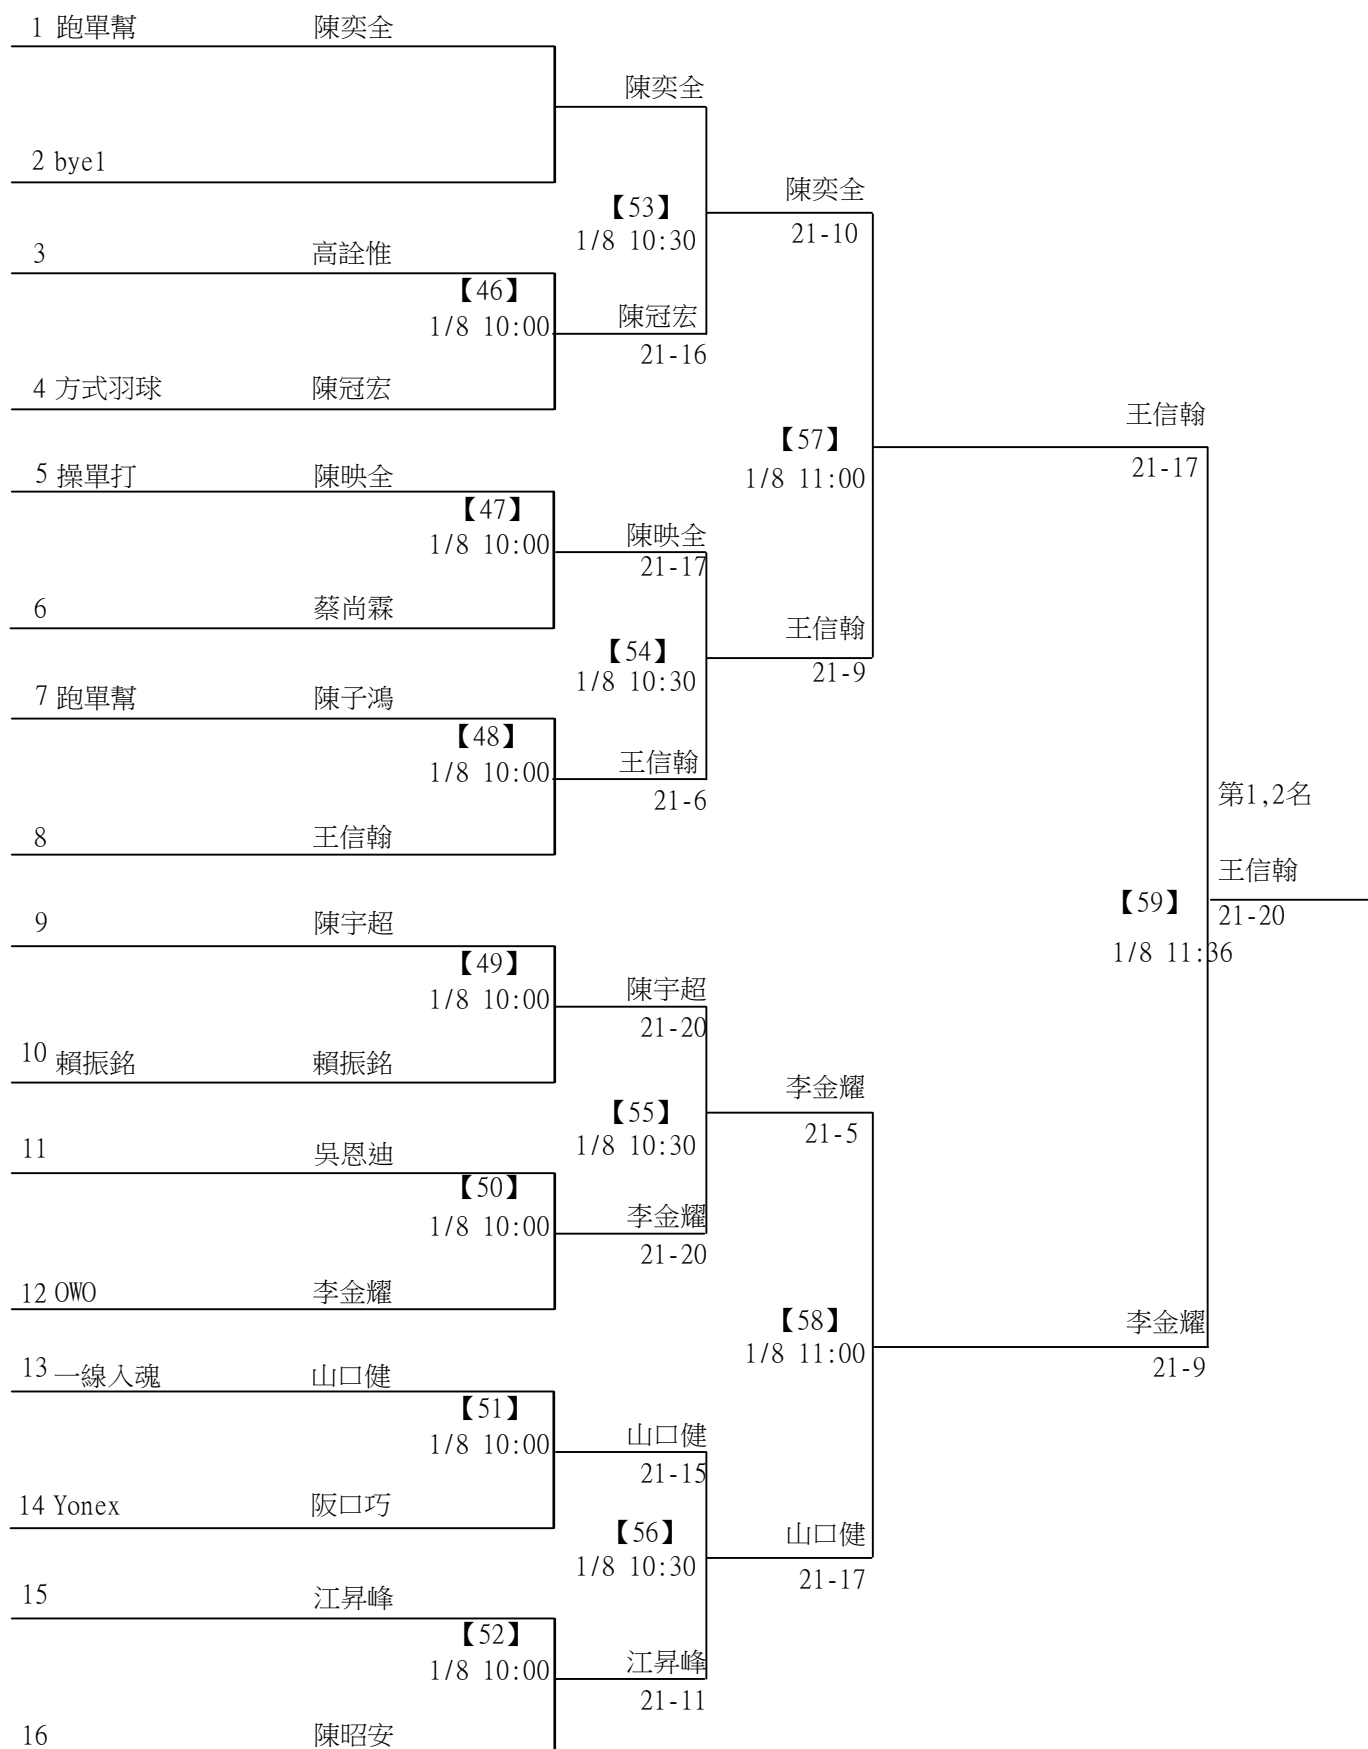 1 跑單幫 陳奕全
陳奕全
2 bye1
陳奕全
【53】
21-10
1/8 10:30
3 高詮惟
【46】
陳冠宏
1/8 10:00
21-16
4 方式羽球 陳冠宏
王信翰
【57】
21-17
5 操單打 陳映全
1/8 11:00
【47】
陳映全
1/8 10:00
21-17
6 蔡尚霖
王信翰
【54】
21-9
1/8 10:30
7 跑單幫 陳子鴻
【48】
王信翰
1/8 10:00
21-6
第1,2名
8 王信翰
王信翰
【59】
21-20
9 陳宇超
1/8 11:36
【49】
陳宇超
1/8 10:00
21-20
10 賴振銘 賴振銘
李金耀
【55】
21-5
1/8 10:30
11 吳恩迪
【50】
李金耀
1/8 10:00
21-20
12 OWO 李金耀
【58】
李金耀
1/8 11:00
21-9
13 一線入魂 山口健
【51】
山口健
1/8 10:00
21-15
14 Yonex 阪口巧
【56】
山口健
1/8 10:30
21-17
15 江昇峰
【52】
江昇峰
1/8 10:00
21-11
16 陳昭安